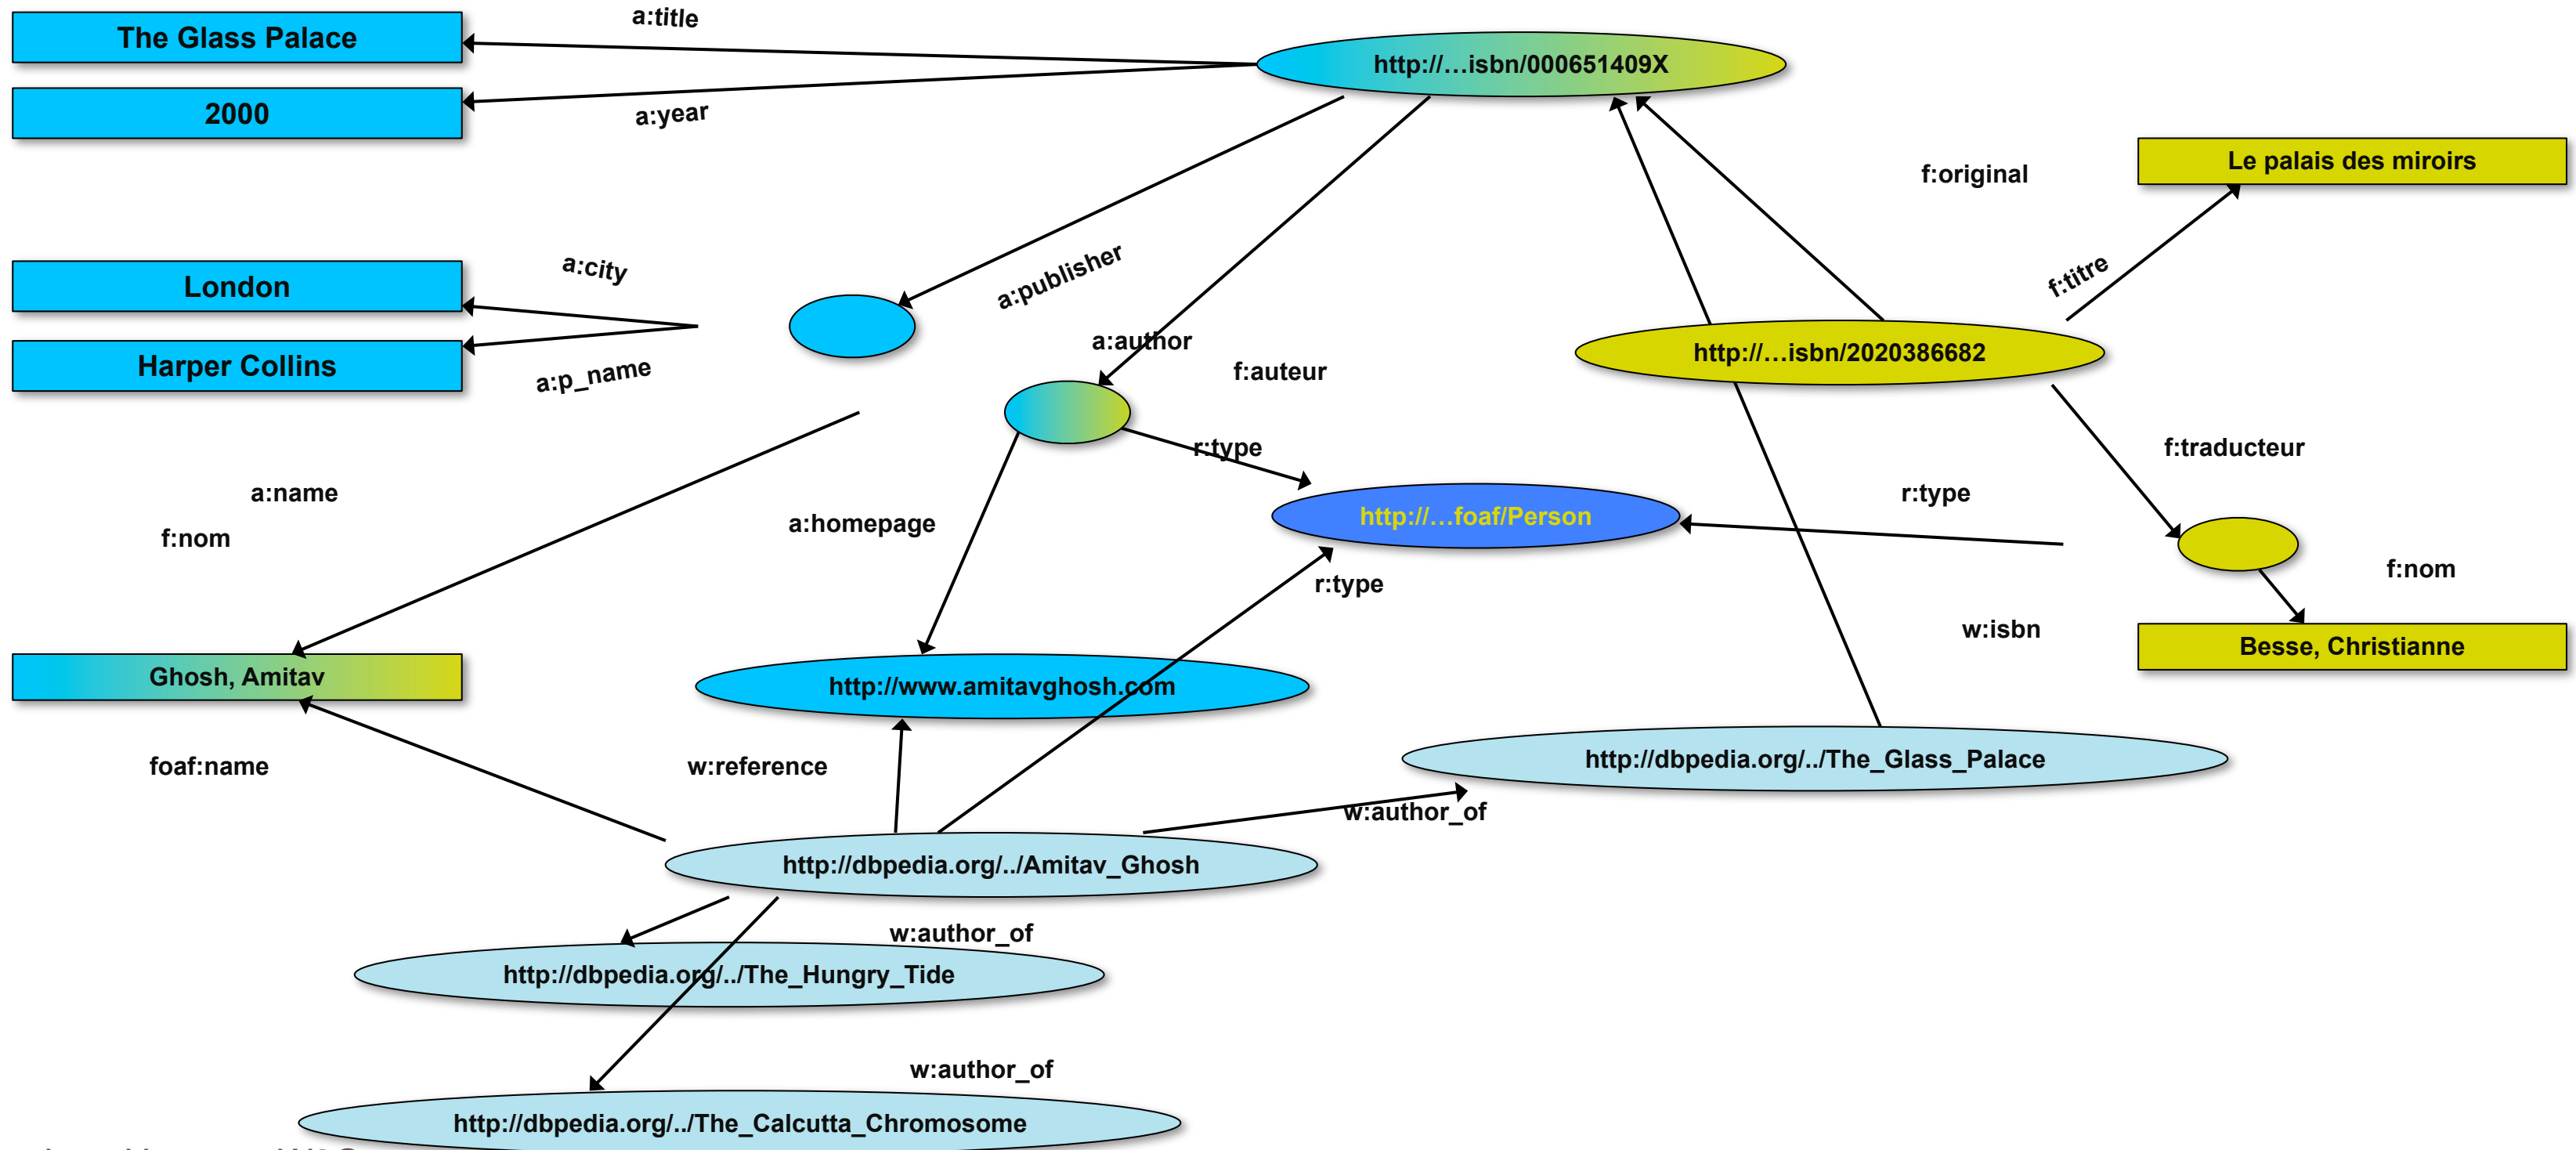 a:title
The Glass Palace
http://...isbn/000651409X
2000
a:year
Le palais des miroirs
f:original
a:city
a:publisher
f:titre
London
a:author
http://...isbn/2020386682
Harper Collins
a:p_name
f:auteur
r:type
f:traducteur
a:name
r:type
http://...foaf/Person
a:homepage
f:nom
r:type
f:nom
w:isbn
Besse, Christianne
Ghosh, Amitav
http://www.amitavghosh.com
foaf:name
w:reference
http://dbpedia.org/../The_Glass_Palace
w:author_of
http://dbpedia.org/../Amitav_Ghosh
w:author_of
http://dbpedia.org/../The_Hungry_Tide
w:author_of
http://dbpedia.org/../The_Calcutta_Chromosome